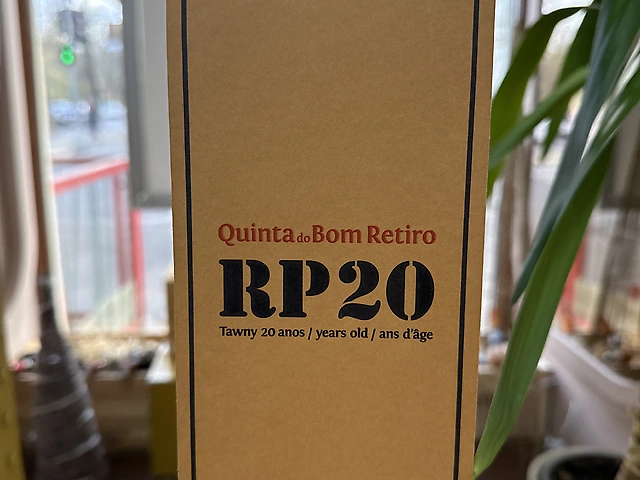 Quinta do Bom Retiro
RP20
Tawny 20 anos / years old / ans d'âge